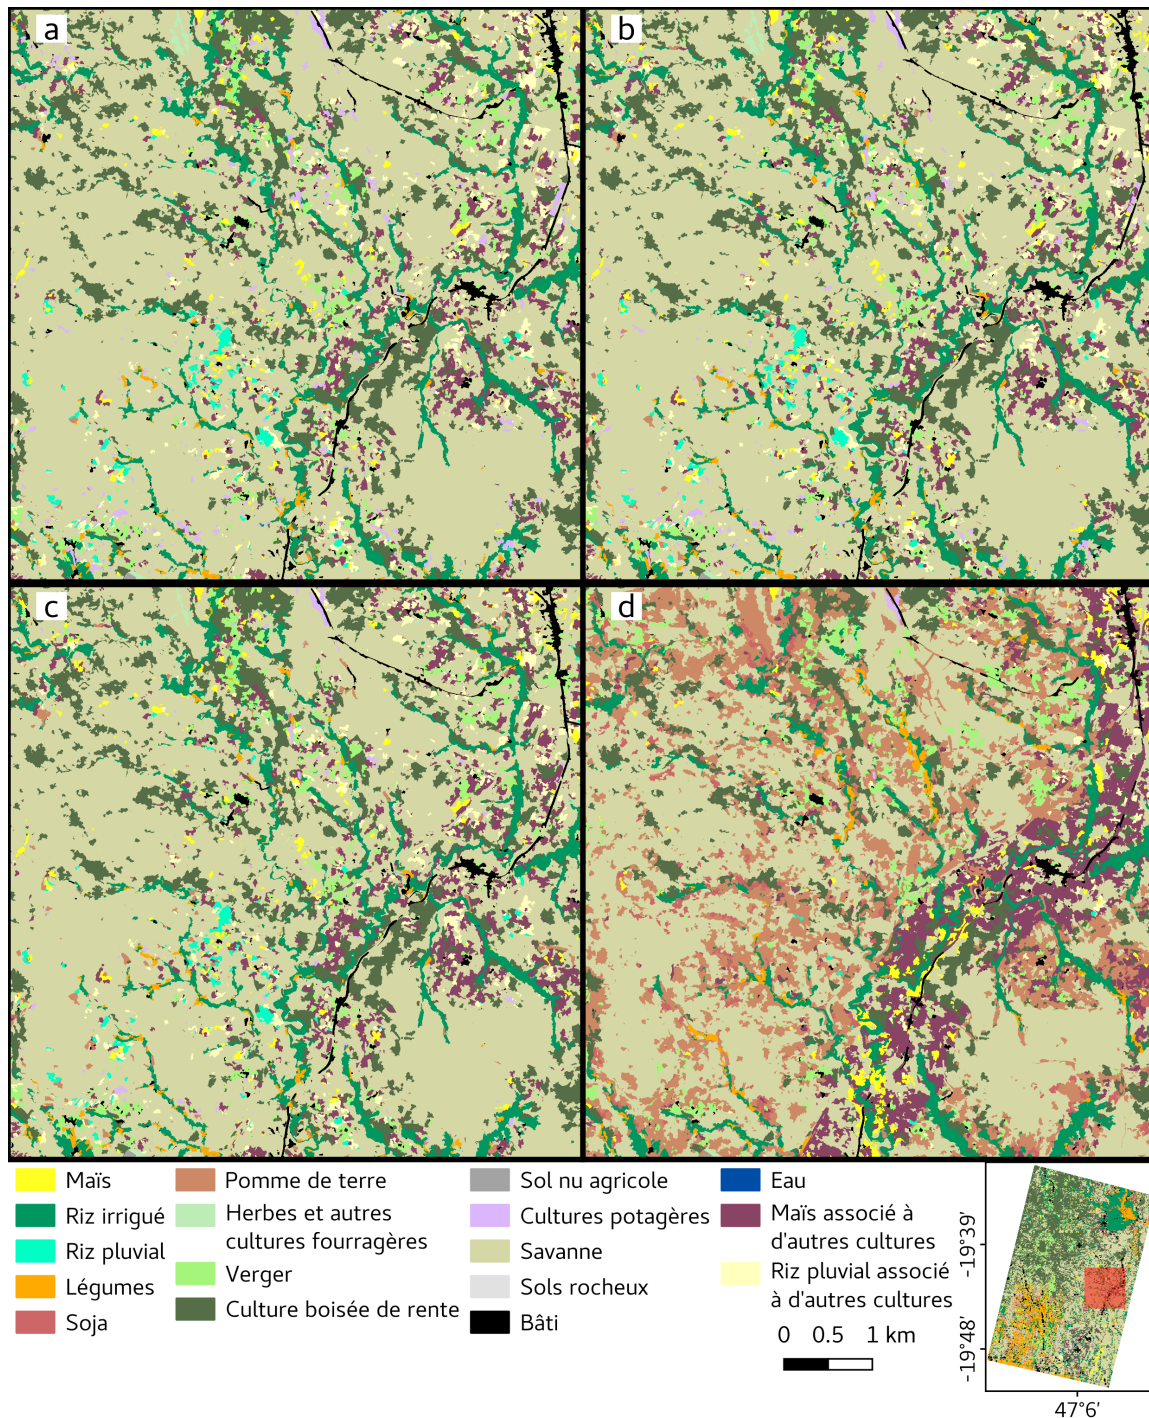 a
b
c
d
Maïs
Riz irrigué
Riz pluvial
Légumes
Soja
Pomme de terre
Herbes et autres
cultures fourragères
Verger
Culture boisée de rente
Sol nu agricole
Cultures potagères
Savanne
Sols rocheux
Bâti
Eau
Maïs associé à
d'autres cultures
Riz pluvial associé
à d'autres cultures
0 0.5 1 km
-19°39′
-19°48′
47°6′